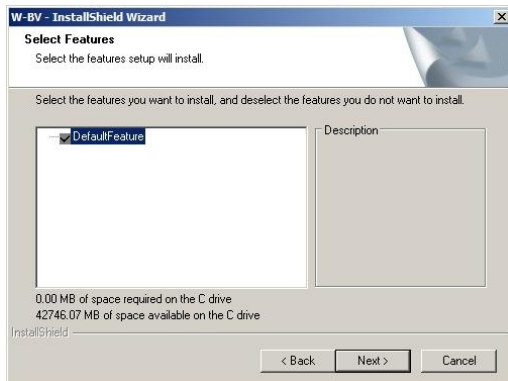 W-BV - InstallShield Wizard
Select Features
Select the features setup will install.
Select the features you want to install, and deselect the features you do not want to install.
DefaultFeature
Description
0.00 MB of space required on the C drive
42746.07 MB of space available on the C drive
InstallShield
< Back
Next >
Cancel